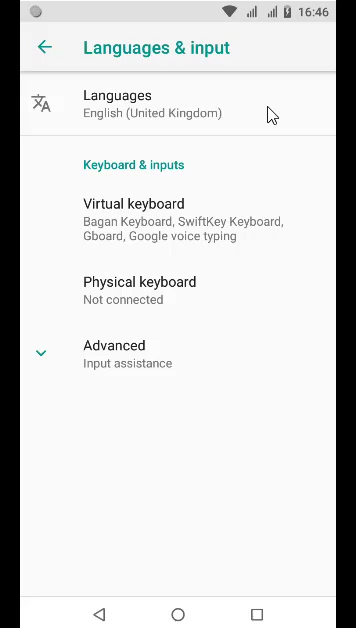 16:46
Languages & input
Languages
English (United Kingdom)
Keyboard & inputs
Virtual keyboard
Bagan Keyboard, SwiftKey Keyboard,
Gboard, Google voice typing
Physical keyboard
Not connected
Advanced
Input assistance